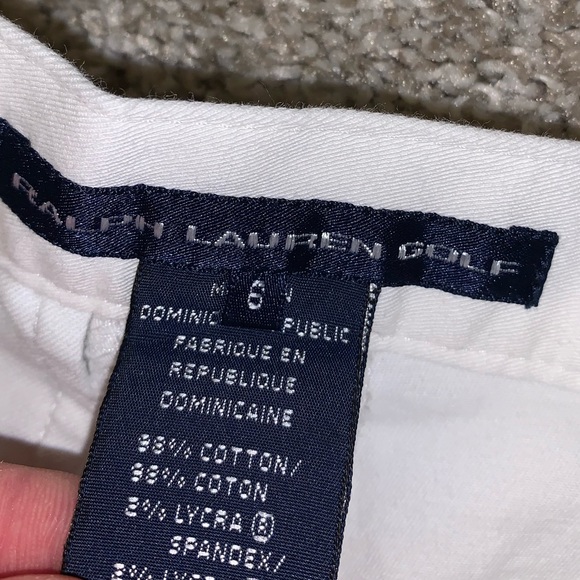 RALPH LAUREN GOLF
6
DOMINIC PUBLIC
FABRIQUE EN
REPUBLIQUE
DOMINICAINE
98% COTTON/
98% COTON
2% LYCRA ®
SPANDEX/